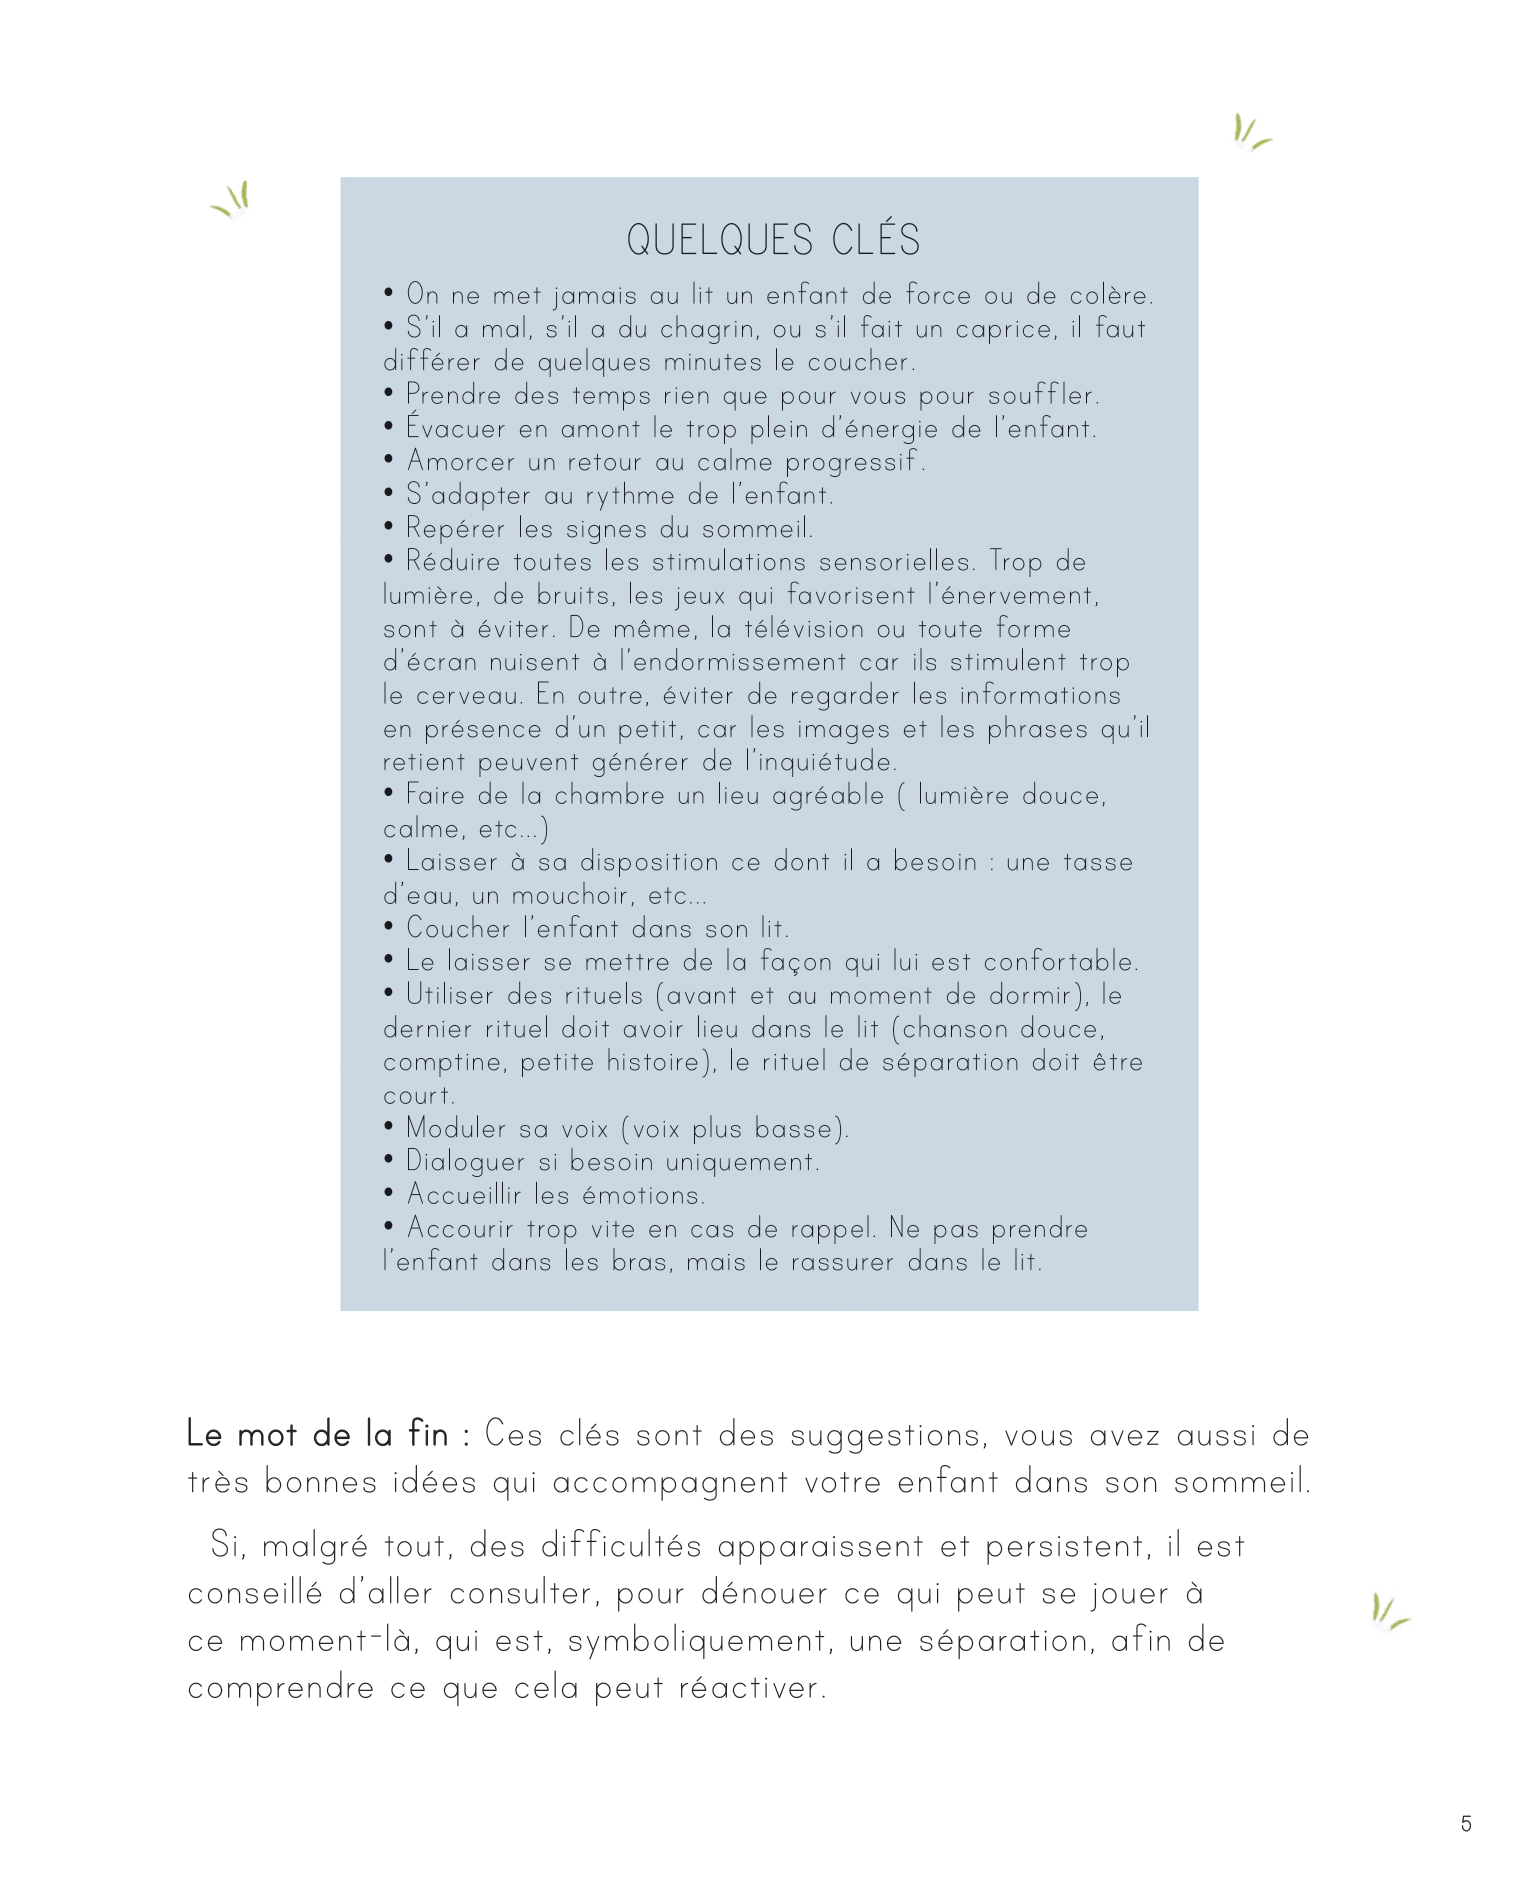 QUELQUES CLÉS
• On ne met jamais au lit un enfant de force ou de colère.
• S'il a mal, s'il a du chagrin, ou s'il fait un caprice, il faut
différer de quelques minutes le coucher.
• Prendre des temps rien que pour vous pour souffler.
• Évacuer en amont le trop plein d'énergie de l'enfant.
• Amorcer un retour au calme progressif.
• S'adapter au rythme de l'enfant.
• Repérer les signes du sommeil.
• Réduire toutes les stimulations sensorielles. Trop de
lumière, de bruits, les jeux qui favorisent l'énervement,
sont à éviter. De même, la télévision ou toute forme
d'écran nuisent à l'endormissement car ils stimulent trop
le cerveau. En outre, éviter de regarder les informations
en présence d'un petit, car les images et les phrases qu'il
retient peuvent générer de l'inquiétude.
• Faire de la chambre un lieu agréable ( lumière douce,
calme, etc...)
• Laisser à sa disposition ce dont il a besoin : une tasse
d'eau, un mouchoir, etc...
• Coucher l'enfant dans son lit.
• Le laisser se mettre de la façon qui lui est confortable.
• Utiliser des rituels (avant et au moment de dormir), le
dernier rituel doit avoir lieu dans le lit (chanson douce,
comptine, petite histoire), le rituel de séparation doit être
court.
• Moduler sa voix (voix plus basse).
• Dialoguer si besoin uniquement.
• Accueillir les émotions.
• Accourir trop vite en cas de rappel. Ne pas prendre
l'enfant dans les bras, mais le rassurer dans le lit.
Le mot de la fin : Ces clés sont des suggestions, vous avez aussi de
très bonnes idées qui accompagnent votre enfant dans son sommeil.
Si, malgré tout, des difficultés apparaissent et persistent, il est
conseillé d'aller consulter, pour dénouer ce qui peut se jouer à
ce moment-là, qui est, symboliquement, une séparation, afin de
comprendre ce que cela peut réactiver.
5